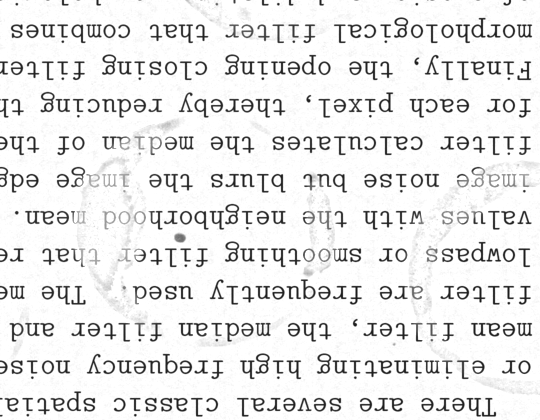 There are several classic spatial
or eliminating high frequency noise
mean filter, the median filter and
filter are frequently used. The me
lowpass or smoothing filter that re
values with the neighborhood mean.
image noise but blurs the image edg
filter calculates the median of the
for each pixel, thereby reducing th
Finally, the opening closing filter
morphological filter that combines